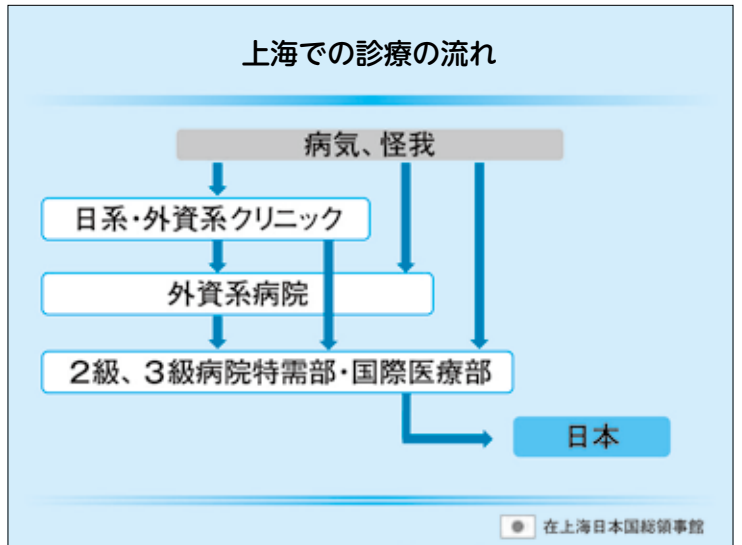 上海での診療の流れ
病気、怪我
日系・外資系クリニック
外資系病院
2級、3級病院特需部・国際医療部
日本
在上海日本国総領事館